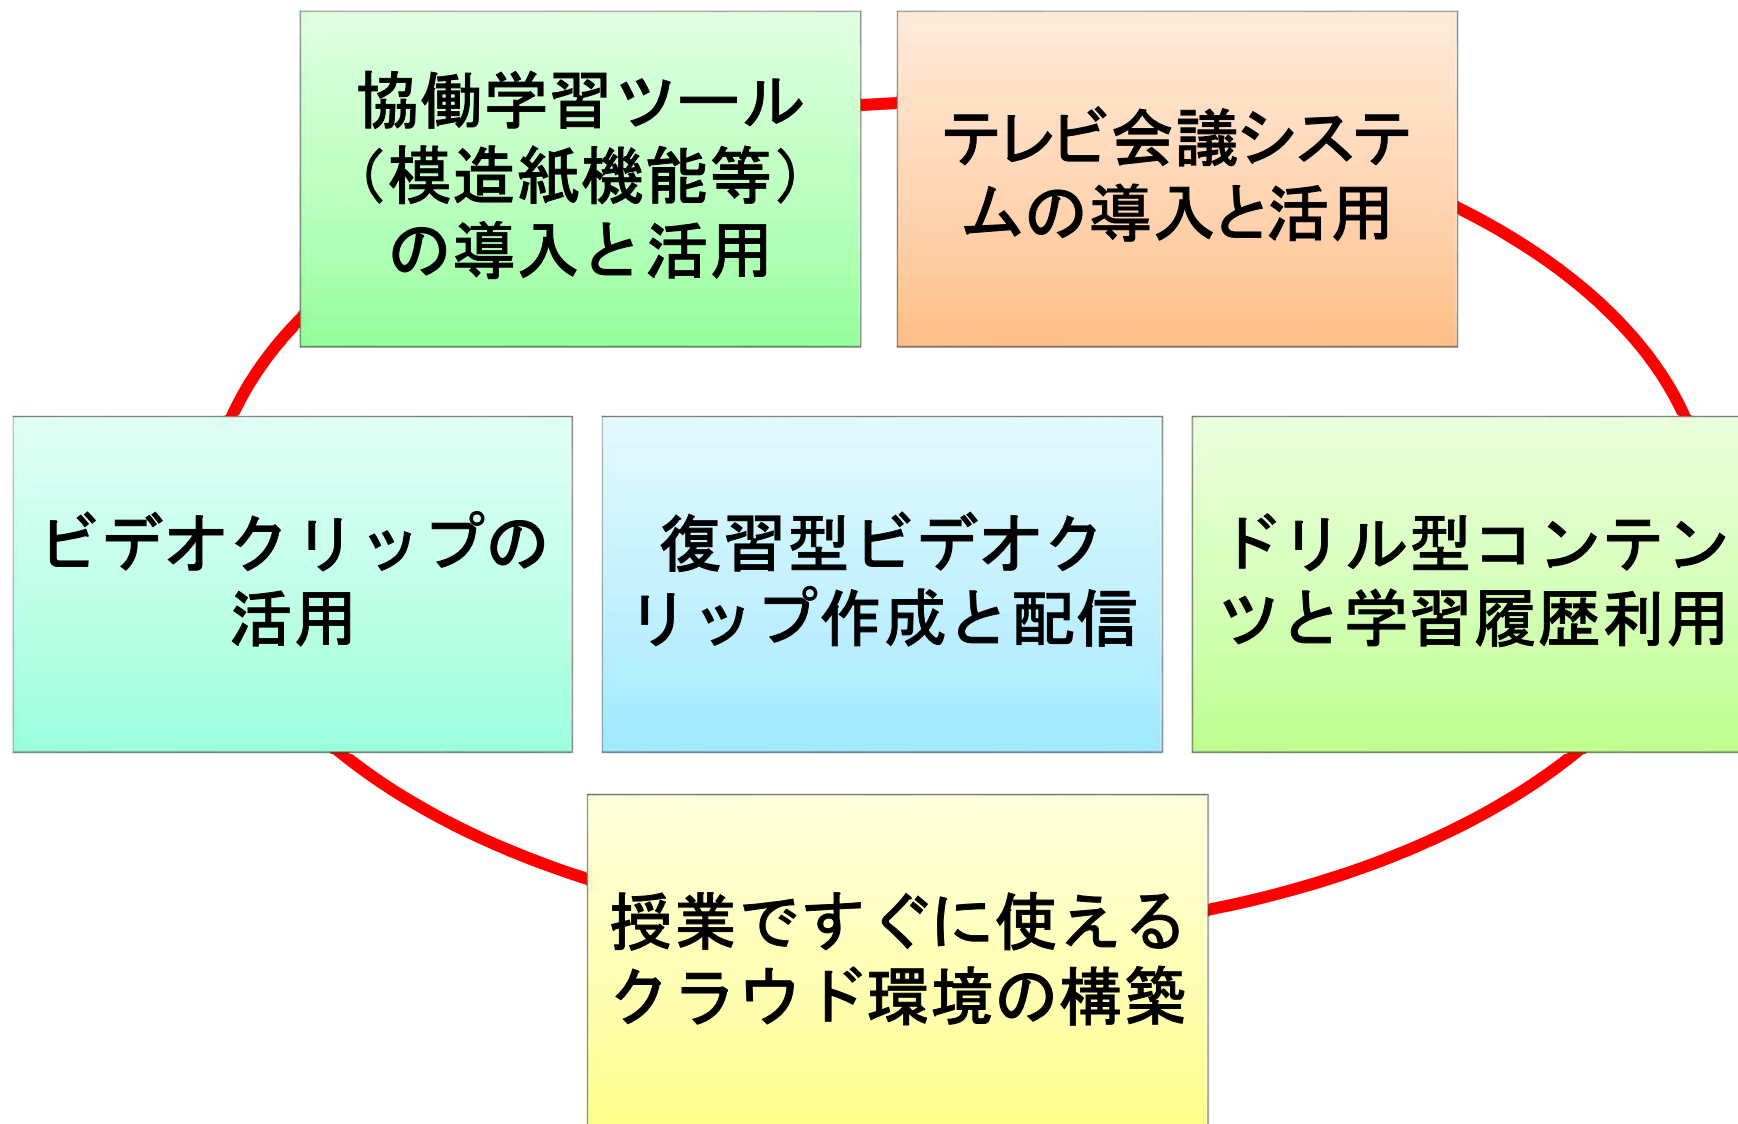 協働学習ツール
（模造紙機能等）
の導入と活用
テレビ会議システ
ムの導入と活用
ビデオクリップの
活用
復習型ビデオク
リップ作成と配信
ドリル型コンテン
ツと学習履歴利用
授業ですぐに使える
クラウド環境の構築